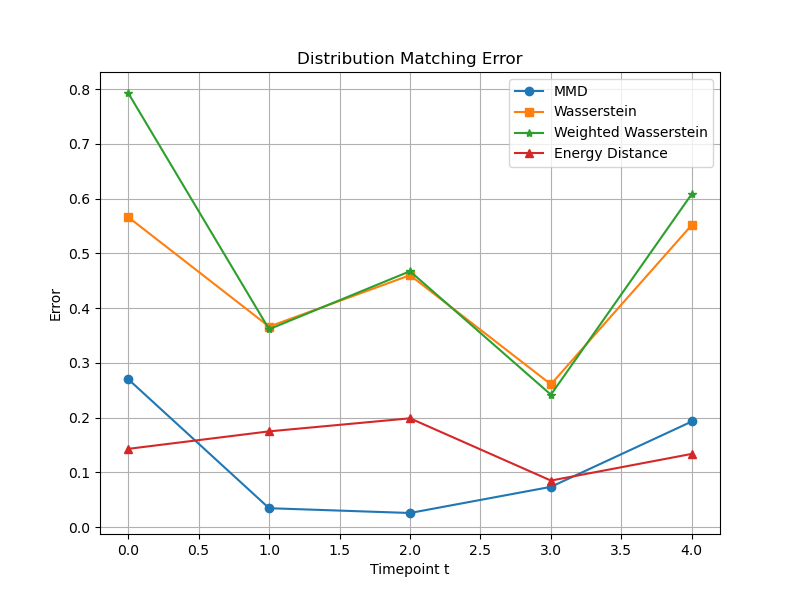 Distribution Matching Error
MMD
Wasserstein
Weighted Wasserstein
Energy Distance
Error
0.8
0.7
0.6
0.5
0.4
0.3
0.2
0.1
0.0
0.0 0.5 1.0 1.5 2.0 2.5 3.0 3.5 4.0
Timepoint t